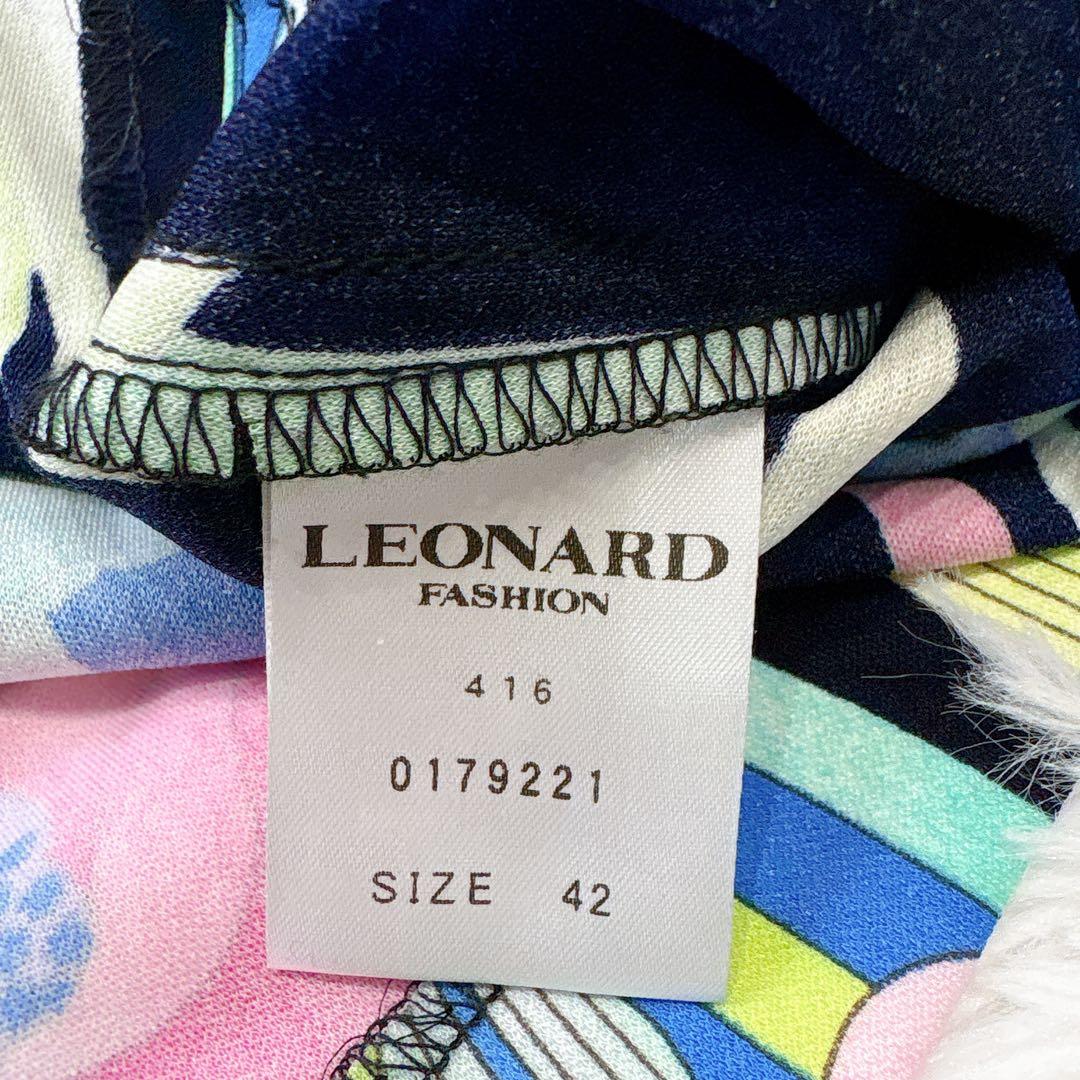 LEONARD
FASHION
416
0179221
SIZE 42